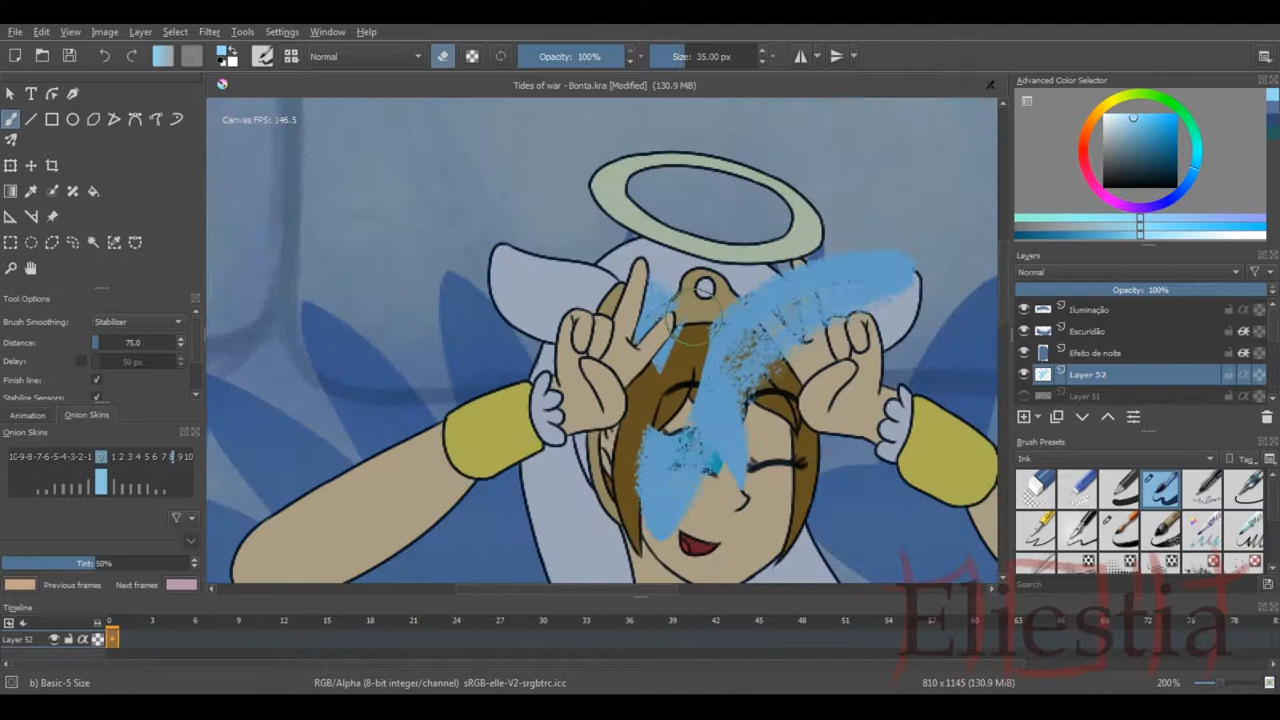 File Edit View Image Layer Select Filter Tools Settings Window Help
Normal Opacity: 100% Size: 35.00 px
Tides of war - Bonta.kra [Modified] (130.9 MiB)
Canvas FPS: 146.5
Tool Options
Brush Smoothing: Stabilizer
Distance: 75.0
Delay: 50 px
Finish line:
Stabilize Sensors:
Animation Onion Skins
Onion Skins
10-9-8-7-6-5-4-3-2-1 0 1 2 3 4 5 6 7 8 9 10
Tint: 50%
Previous frames Next frames
Timeline
0 3 6 9 12 15 18 21 24 27 30 33 36 39 42 45 48 51 54 57 60 63 66 69 72 75 78 81
Layer 52
b) Basic-5 Size RGB/Alpha (8-bit integer/channel) sRGB-elle-V2-srgbtrc.icc 810 x 1145 (130.9 MiB) 200%
Advanced Color Selector
Layers
Normal
Opacity: 100%
Iluminação
Escuridão
Efeito de noite
Layer 52
Layer 51
Brush Presets
Ink Tag
Search
Eliestia